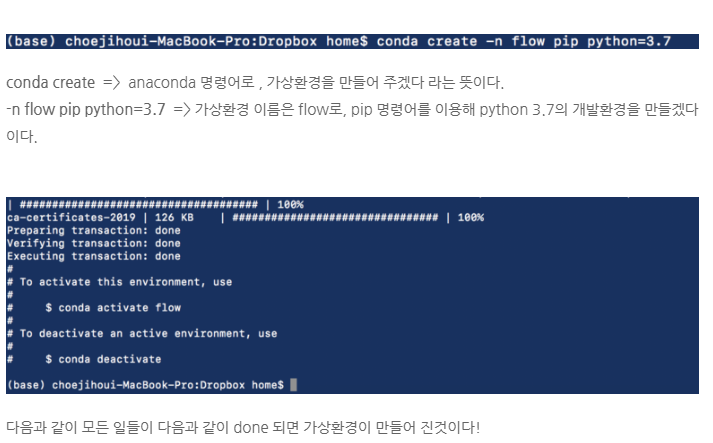 (base) choejihoui-MacBook-Pro:Dropbox home$ conda create -n flow pip python=3.7
conda create => anaconda 명령어로 , 가상환경을 만들어 주겠다 라는 뜻이다.
-n flow pip python=3.7 => 가상환경 이름은 flow로, pip 명령어를 이용해 python 3.7의 개발환경을 만들겠다
이다.
| ##################################### | 100%
ca-certificates-2019 | 126 KB | ################################ | 100%
Preparing transaction: done
Verifying transaction: done
Executing transaction: done
#
# To activate this environment, use
#
# $ conda activate flow
#
# To deactivate an active environment, use
#
# $ conda deactivate
(base) choejihoui-MacBook-Pro:Dropbox home$
다음과 같이 모든 일들이 다음과 같이 done 되면 가상환경이 만들어 진것이다!